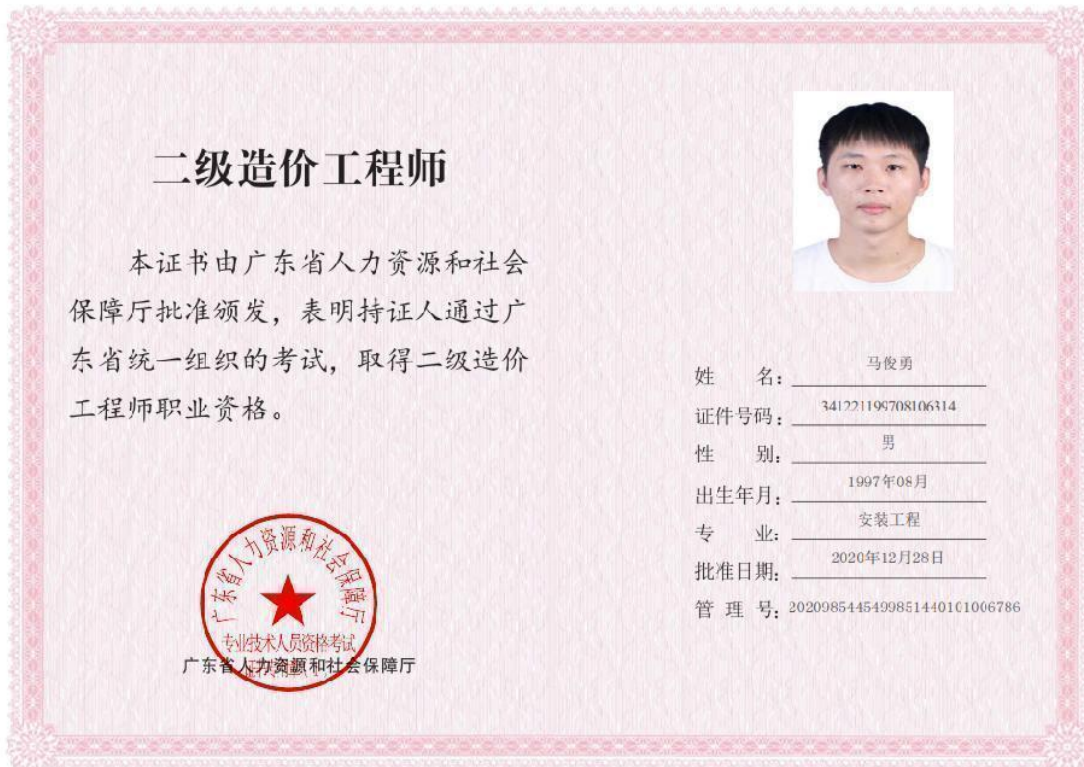 二级造价工程师
本证书由广东省人力资源和社会
保障厅批准颁发，表明持证人通过广
东省统一组织的考试，取得二级造价
工程师职业资格。
广东省人力资源和社会保障厅
专业技术人员资格考试
广东省人力资源和社会保障厅
姓 名：马俊勇
证件号码：341221199708106314
性 别：男
出生年月：1997年08月
专 业：安装工程
批准日期：2020年12月28日
管 理 号：2020985445499851440101006786